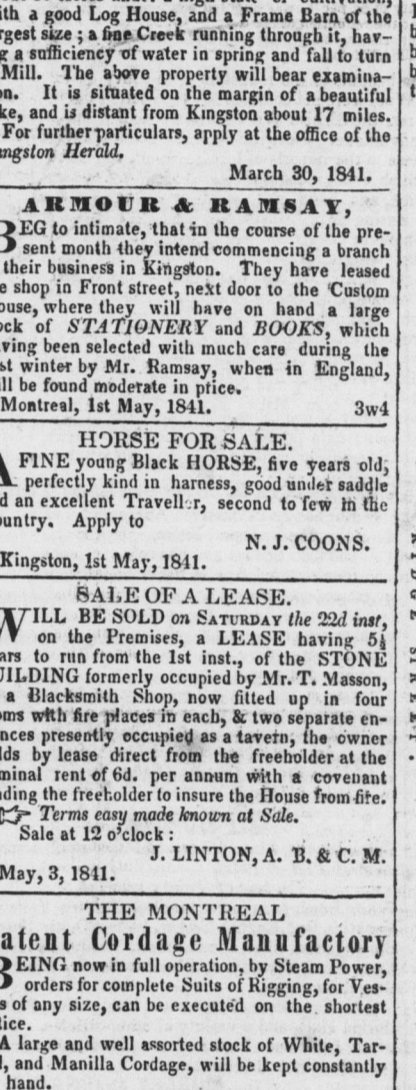 ith a good Log House, and a Frame Barn of the
rgest size; a fine Creek running through it, hav-
g a sufficiency of water in spring and fall to turn
Mill. The above property will bear examina-
on. It is situated on the margin of a beautiful
ke, and is distant from Kingston about 17 miles.
For further particulars, apply at the office of the
ngston Herald.
March 30, 1841.
ARMOUR & RAMSAY,
BEG to intimate, that in the course of the pre-
sent month they intend commencing a branch
their business in Kingston. They have leased
e shop in Front street, next door to the Custom
ouse, where they will have on hand a large
ock of STATIONERY and BOOKS, which
ving been selected with much care during the
st winter by Mr. Ramsay, when in England,
ill be found moderate in price.
Montreal, 1st May, 1841. 3w4
HORSE FOR SALE.
A FINE young Black HORSE, five years old,
perfectly kind in harness, good under saddle
d an excellent Traveller, second to few in the
ountry. Apply to
N. J. COONS.
Kingston, 1st May, 1841.
SALE OF A LEASE.
WILL BE SOLD on SATURDAY the 22d inst,
on the Premises, a LEASE having 5½
ars to run from the 1st inst., of the STONE
UILDING formerly occupied by Mr. T. Masson,
a Blacksmith Shop, now fitted up in four
oms with fire places in each, & two separate en-
nces presently occupied as a tavern, the owner
lds by lease direct from the freeholder at the
minal rent of 6d. per annum with a covenant
nding the freeholder to insure the House from fire.
☞ Terms easy made known at Sale.
Sale at 12 o'clock:
J. LINTON, A. B. & C. M.
May, 3, 1841.
THE MONTREAL
atent Cordage Manufactory
BEING now in full operation, by Steam Power,
orders for complete Suits of Rigging, for Ves-
s of any size, can be executed on the shortest
tice.
A large and well assorted stock of White, Tar-
d, and Manilla Cordage, will be kept constantly
hand.